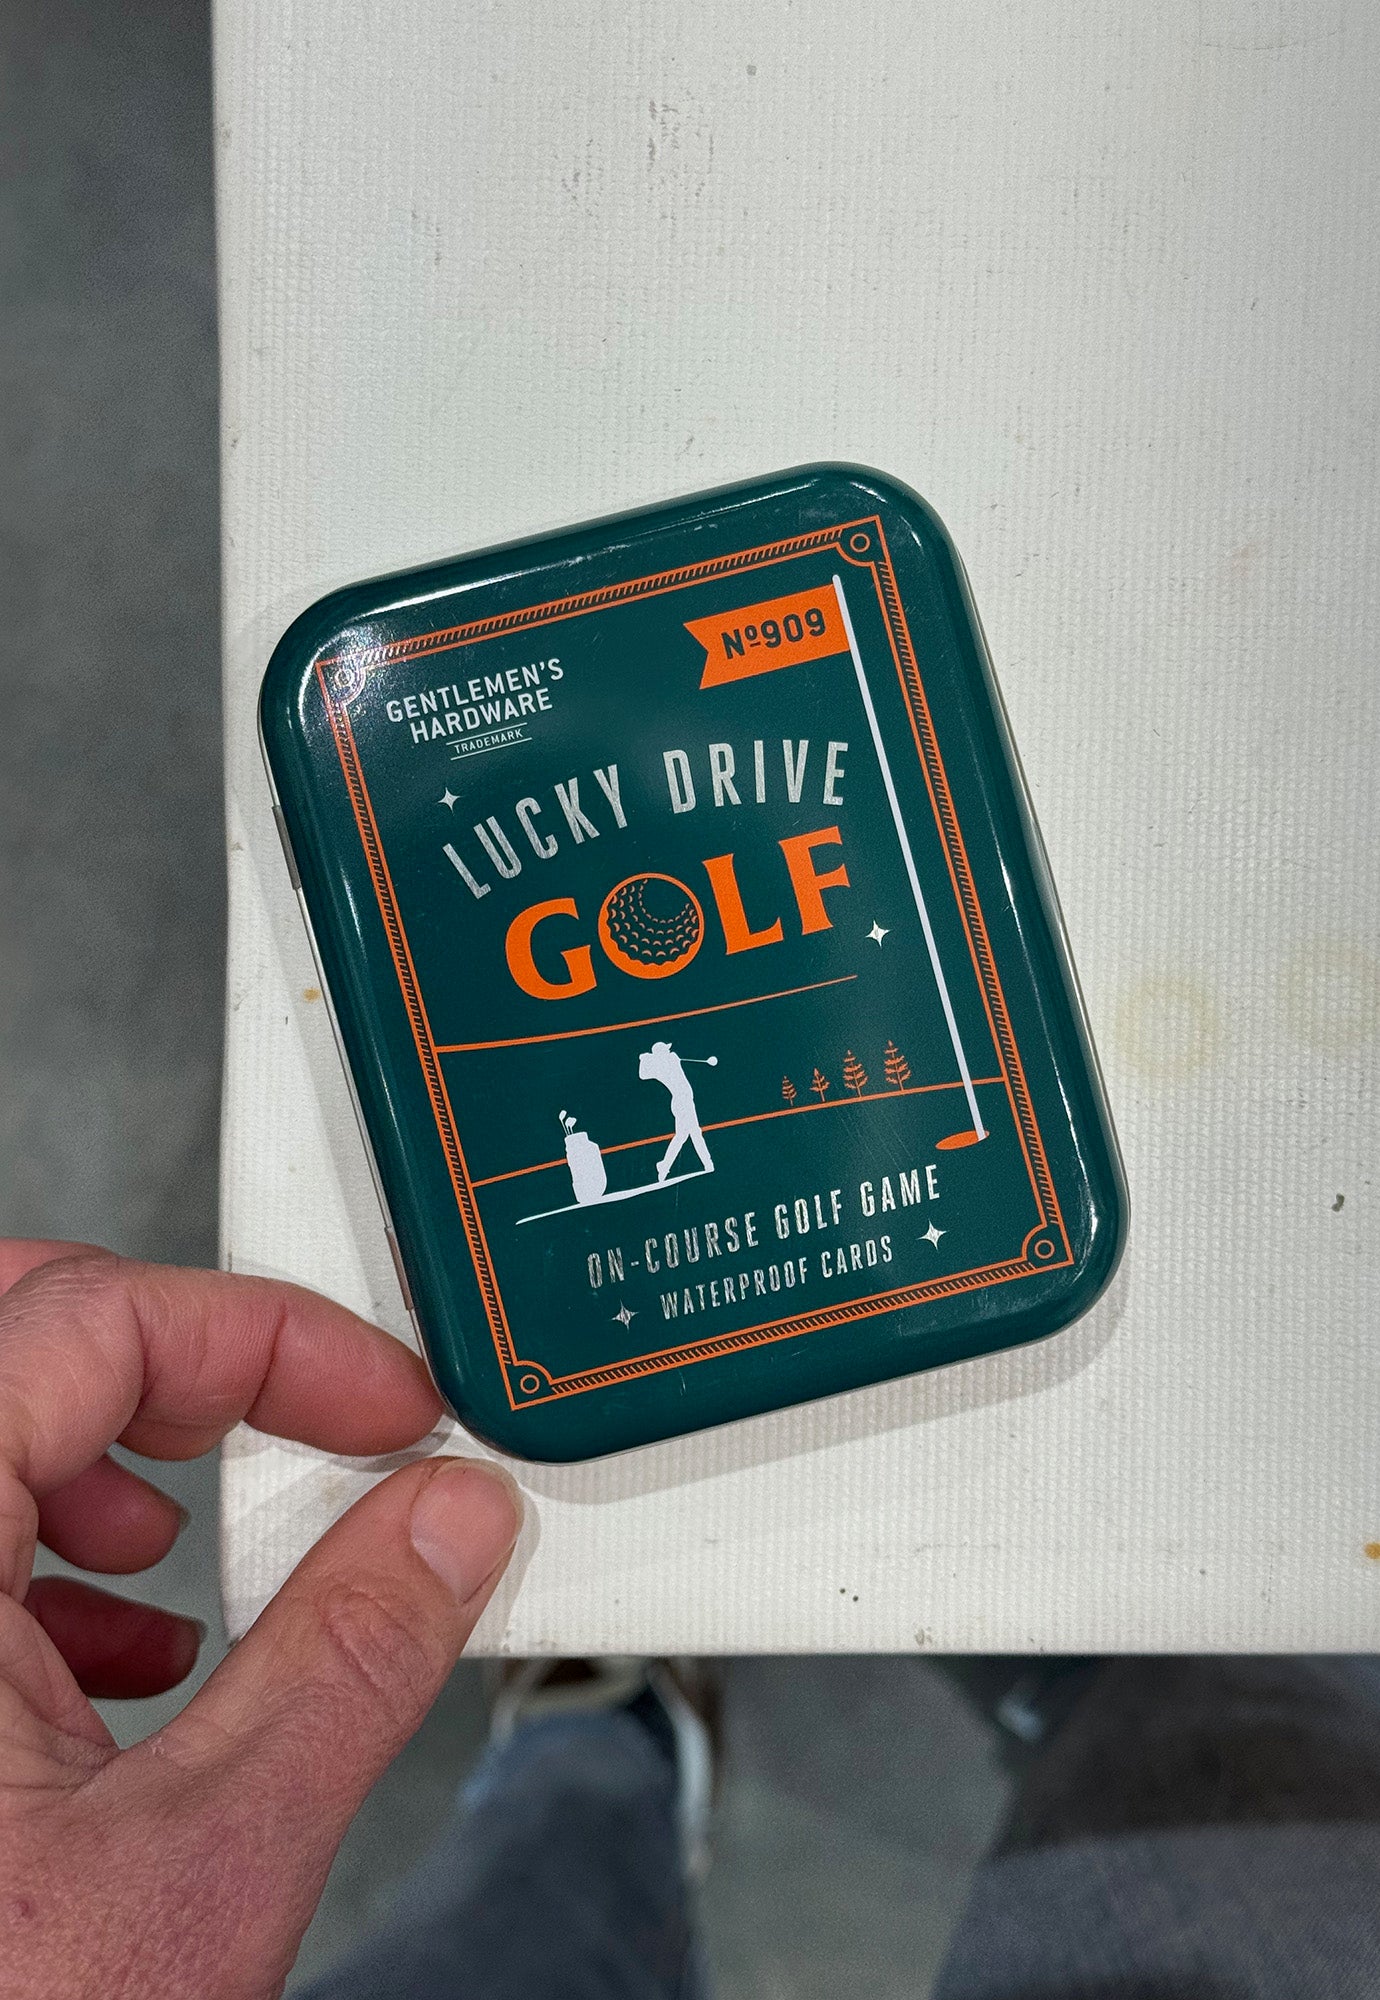 Nº909
GENTLEMEN'S
HARDWARE
TRADEMARK
LUCKY DRIVE
GOLF
ON-COURSE GOLF GAME
WATERPROOF CARDS